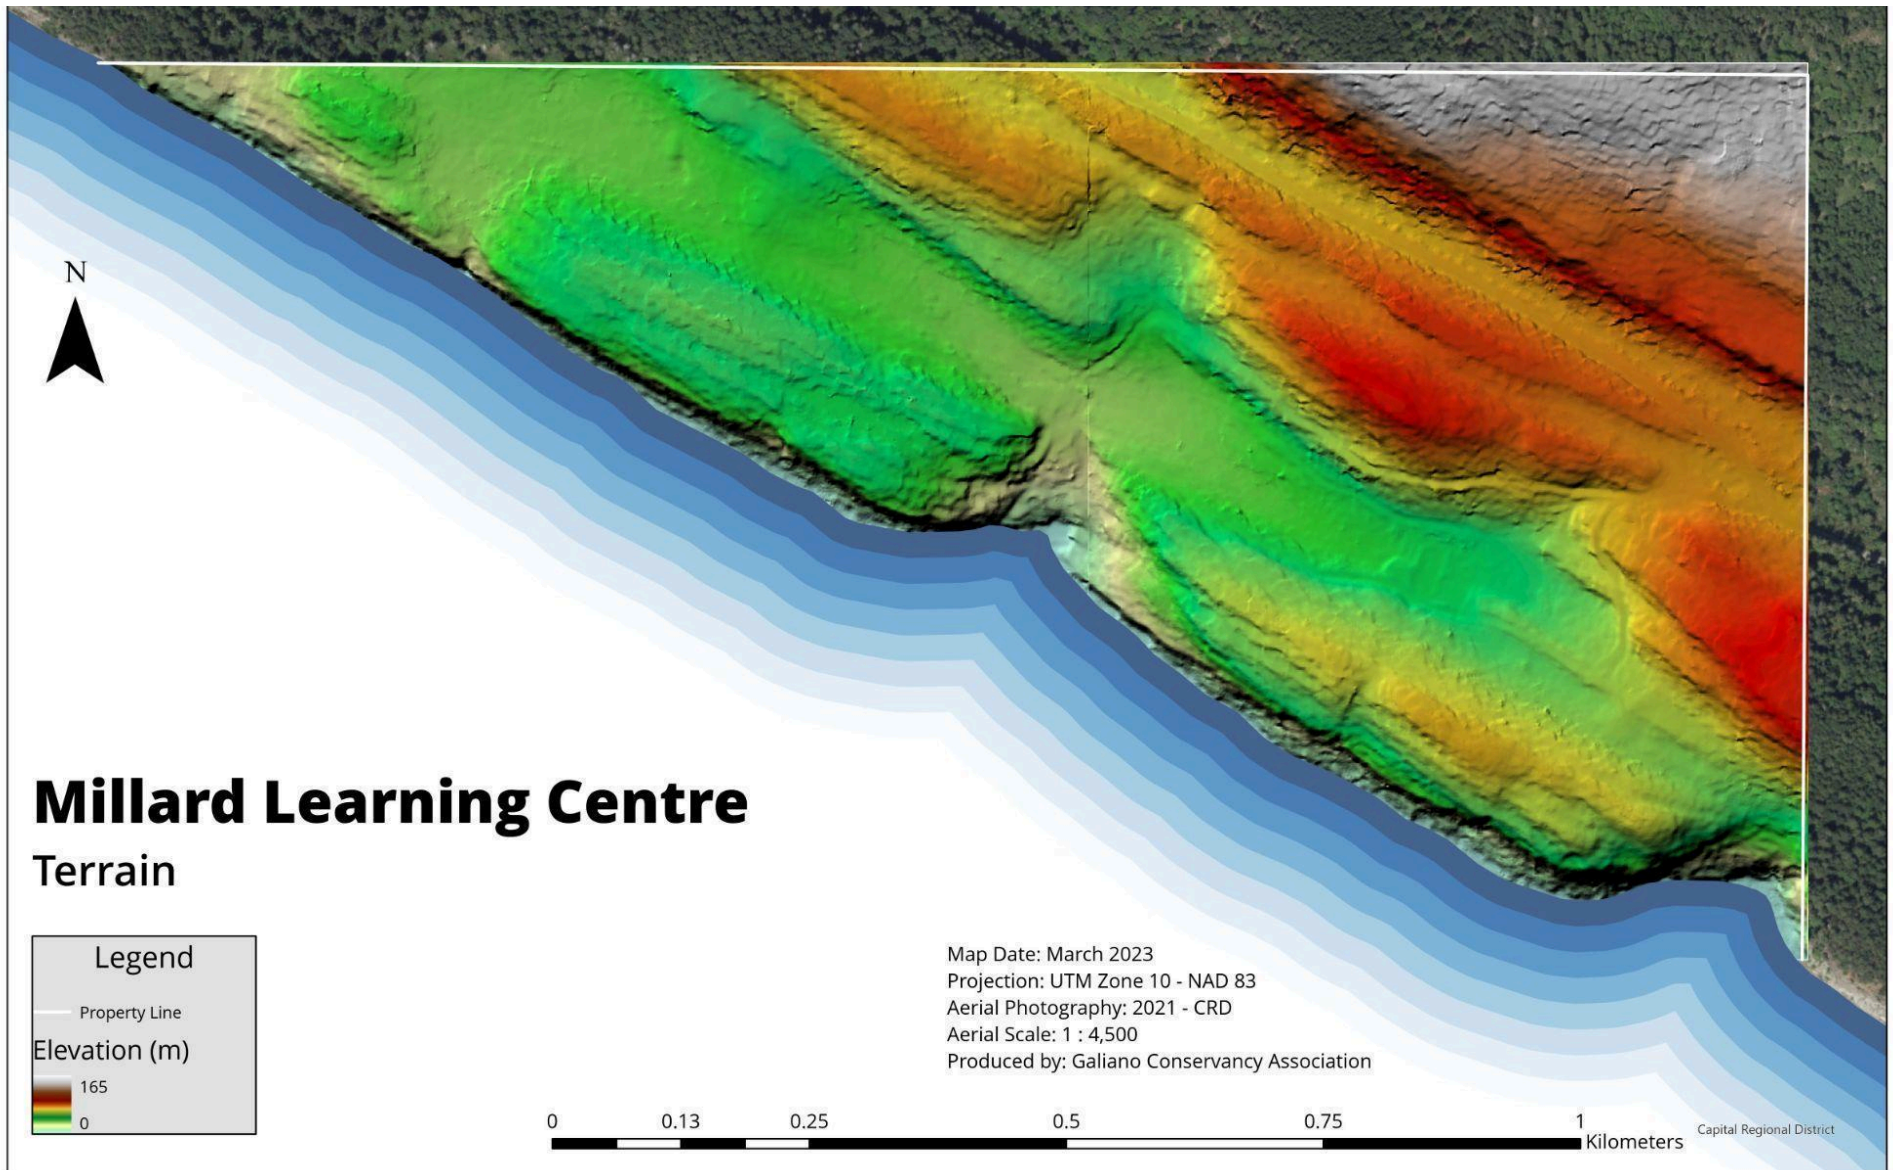 N
Millard Learning Centre
Terrain
Legend
Property Line
Elevation (m)
165
0
Map Date: March 2023
Projection: UTM Zone 10 - NAD 83
Aerial Photography: 2021 - CRD
Aerial Scale: 1 : 4,500
Produced by: Galiano Conservancy Association
0 0.13 0.25 0.5 0.75 1
Kilometers
Capital Regional District